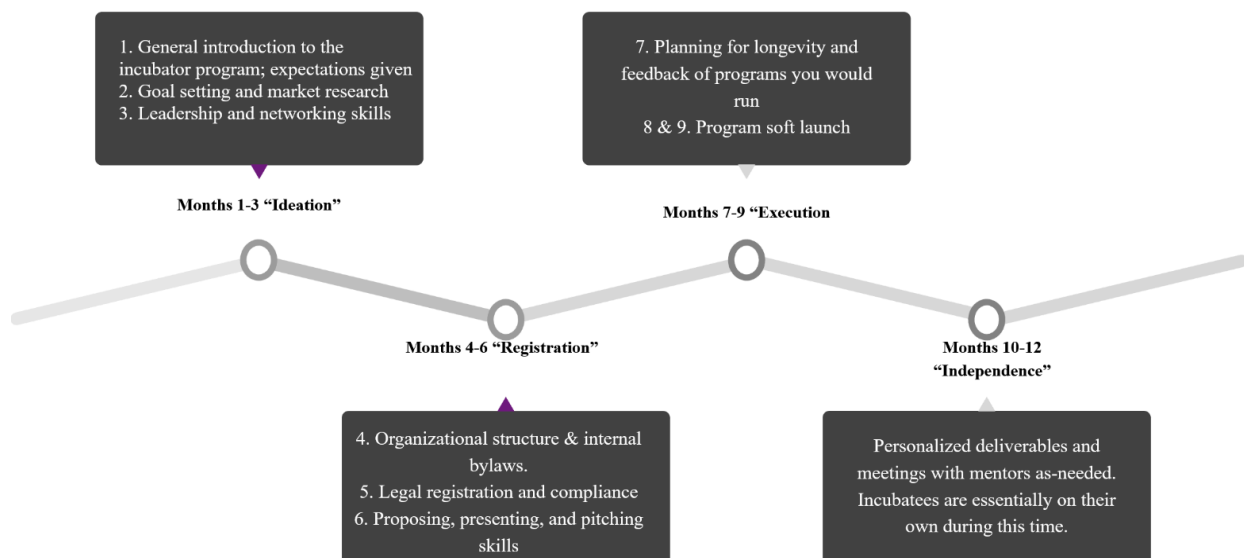 1. General introduction to the
incubator program; expectations given
2. Goal setting and market research
3. Leadership and networking skills
Months 1-3 “Ideation”
4. Organizational structure & internal
bylaws.
5. Legal registration and compliance
6. Proposing, presenting, and pitching
skills
Months 4-6 “Registration”
7. Planning for longevity and
feedback of programs you would
run
8 & 9. Program soft launch
Months 7-9 “Execution
Months 10-12
“Independence”
Personalized deliverables and
meetings with mentors as-needed.
Incubatees are essentially on their
own during this time.